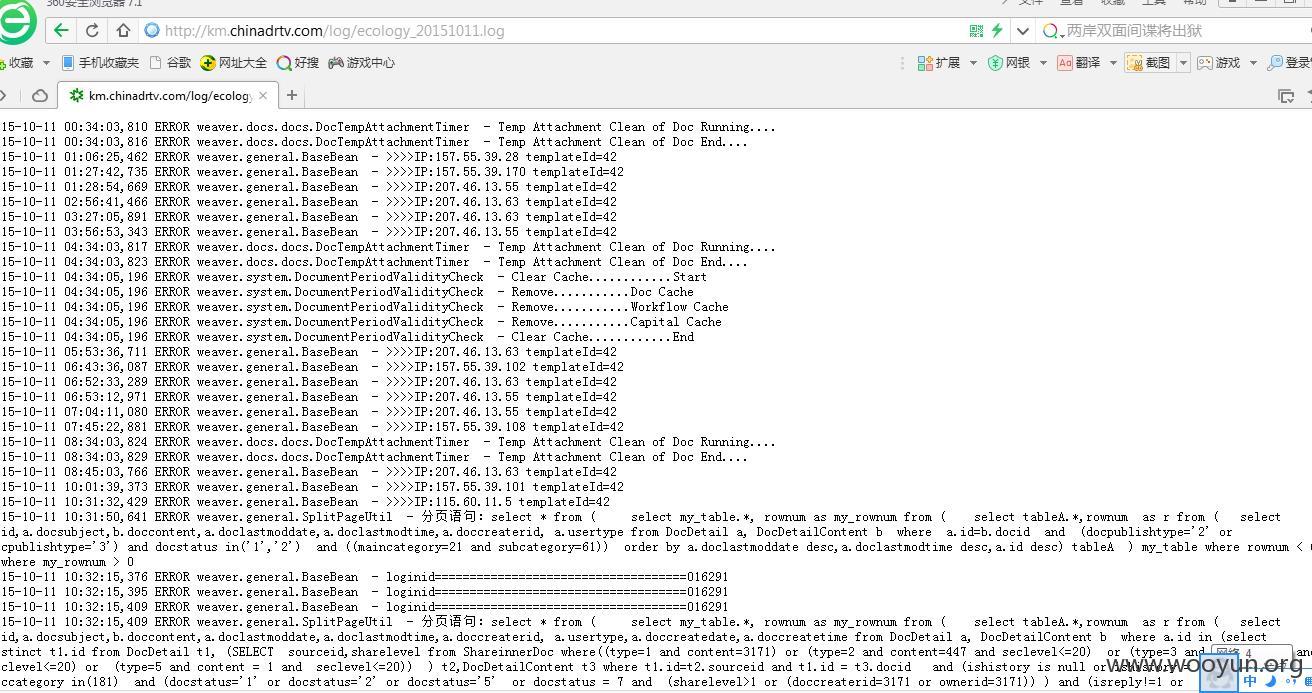 360安全浏览器 7.1
文件 查看 收藏 工具 帮助
http://km.chinadrtv.com/log/ecology_20151011.log
两岸双面间谍将出狱
收藏 手机收藏夹 谷歌 网址大全 好搜 游戏中心 扩展 网银 翻译 截图 游戏 登录
km.chinadrtv.com/log/ecology
15-10-11 00:34:03,810 ERROR weaver.docs.docs.DocTempAttachmentTimer - Temp Attachment Clean of Doc Running....
15-10-11 00:34:03,816 ERROR weaver.docs.docs.DocTempAttachmentTimer - Temp Attachment Clean of Doc End....
15-10-11 01:06:25,462 ERROR weaver.general.BaseBean - >>>>IP:157.55.39.28 templateId=42
15-10-11 01:27:42,735 ERROR weaver.general.BaseBean - >>>>IP:157.55.39.170 templateId=42
15-10-11 01:28:54,669 ERROR weaver.general.BaseBean - >>>>IP:207.46.13.55 templateId=42
15-10-11 02:56:41,466 ERROR weaver.general.BaseBean - >>>>IP:207.46.13.63 templateId=42
15-10-11 03:27:05,891 ERROR weaver.general.BaseBean - >>>>IP:207.46.13.63 templateId=42
15-10-11 03:56:53,343 ERROR weaver.general.BaseBean - >>>>IP:207.46.13.55 templateId=42
15-10-11 04:34:03,817 ERROR weaver.docs.docs.DocTempAttachmentTimer - Temp Attachment Clean of Doc Running....
15-10-11 04:34:03,823 ERROR weaver.docs.docs.DocTempAttachmentTimer - Temp Attachment Clean of Doc End....
15-10-11 04:34:05,196 ERROR weaver.system.DocumentPeriodValidityCheck - Clear Cache............Start
15-10-11 04:34:05,196 ERROR weaver.system.DocumentPeriodValidityCheck - Remove...........Doc Cache
15-10-11 04:34:05,196 ERROR weaver.system.DocumentPeriodValidityCheck - Remove...........Workflow Cache
15-10-11 04:34:05,196 ERROR weaver.system.DocumentPeriodValidityCheck - Remove...........Capital Cache
15-10-11 04:34:05,196 ERROR weaver.system.DocumentPeriodValidityCheck - Clear Cache............End
15-10-11 05:53:36,711 ERROR weaver.general.BaseBean - >>>>IP:207.46.13.63 templateId=42
15-10-11 06:43:36,087 ERROR weaver.general.BaseBean - >>>>IP:157.55.39.102 templateId=42
15-10-11 06:52:33,289 ERROR weaver.general.BaseBean - >>>>IP:207.46.13.63 templateId=42
15-10-11 06:53:12,971 ERROR weaver.general.BaseBean - >>>>IP:207.46.13.55 templateId=42
15-10-11 07:04:11,080 ERROR weaver.general.BaseBean - >>>>IP:207.46.13.55 templateId=42
15-10-11 07:45:22,881 ERROR weaver.general.BaseBean - >>>>IP:157.55.39.108 templateId=42
15-10-11 08:34:03,824 ERROR weaver.docs.docs.DocTempAttachmentTimer - Temp Attachment Clean of Doc Running....
15-10-11 08:34:03,829 ERROR weaver.docs.docs.DocTempAttachmentTimer - Temp Attachment Clean of Doc End....
15-10-11 08:45:03,766 ERROR weaver.general.BaseBean - >>>>IP:207.46.13.63 templateId=42
15-10-11 10:01:39,373 ERROR weaver.general.BaseBean - >>>>IP:157.55.39.101 templateId=42
15-10-11 10:31:32,429 ERROR weaver.general.BaseBean - >>>>IP:115.60.11.5 templateId=42
15-10-11 10:31:50,641 ERROR weaver.general.SplitPageUtil - 分页语句：select * from ( select my_table.*, rownum as my_rownum from ( select tableA.*,rownum as r from ( select
id,a.docsubject,b.doccontent,a.doclastmoddate,a.doclastmodtime,a.doccreaterid, a.usertype from DocDetail a, DocDetailContent b where a.id=b.docid and (docpublishtype='2' or
cpublishtype='3') and docstatus in('1','2') and ((maincategory=21 and subcategory=61)) order by a.doclastmoddate desc,a.doclastmodtime desc,a.id desc) tableA ) my_table where rownum <
where my_rownum > 0
15-10-11 10:32:15,376 ERROR weaver.general.BaseBean - loginid====================================016291
15-10-11 10:32:15,395 ERROR weaver.general.BaseBean - loginid====================================016291
15-10-11 10:32:15,409 ERROR weaver.general.BaseBean - loginid====================================016291
15-10-11 10:32:15,409 ERROR weaver.general.SplitPageUtil - 分页语句：select * from ( select my_table.*, rownum as my_rownum from ( select tableA.*,rownum as r from ( select
id,a.docsubject,b.doccontent,a.doclastmoddate,a.doclastmodtime,a.doccreaterid, a.usertype,a.doccreatedate,a.doccreatetime from DocDetail a, DocDetailContent b where a.id in (select
stinct t1.id from DocDetail t1, (SELECT sourceid,sharelevel from ShareinnerDoc where((type=1 and content=3171) or (type=2 and content=447 and seclevel<=20) or (type=3 and
clevel<=20) or (type=5 and content = 1 and seclevel<=20)) ) t2,DocDetailContent t3 where t1.id=t2.sourceid and t1.id = t3.docid and (ishistory is null or ishistory =
ccategory in(181) and (docstatus='1' or docstatus='2' or docstatus='5' or docstatus = 7 and (sharelevel>1 or (doccreaterid=3171 or ownerid=3171)) ) and (isreply!=1 or
www.wooyun.org
中